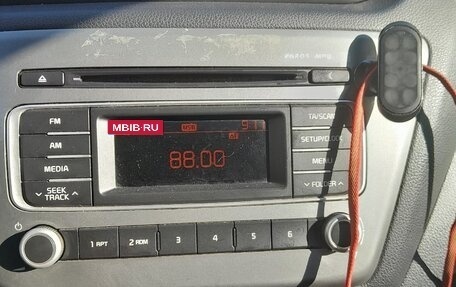 FM
TA/SCAN
MBIB·RU
AM
SETUP/CLOCK
88.00
MEDIA
MENU
SEEK
TRACK
FOLDER
1 RPT
2 RDM
3
4
5
6